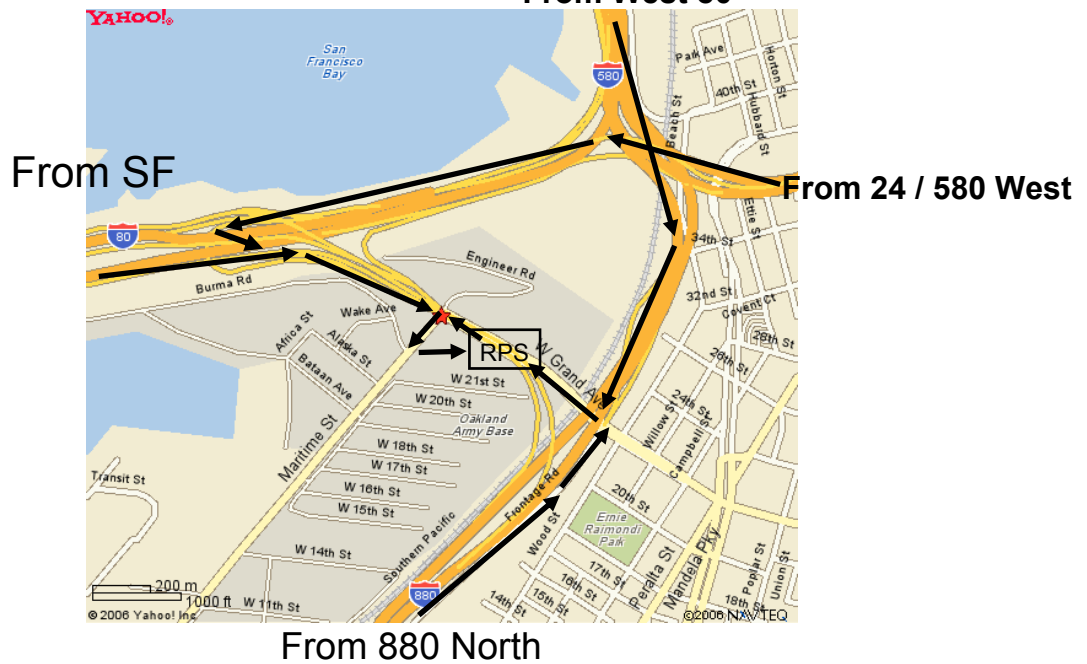 YAHOO!
San
Francisco
Bay
580
Park Ave
Horton St
40th St
Hubbard St
Beach St
From SF
From 24 / 580 West
Ettie St
80
34th St
Engineer Rd
Burma Rd
32nd St
Wake Ave
Covent Ct
Africa St
28th St
Alaska St
RPS
W Grand Ave
26th St
Bataan Ave
W 21st St
24th St
W 20th St
Willow St
Campbell St
Oakland
Army Base
Maritime St
W 18th St
W 17th St
Transit St
W 16th St
Frontage Rd
20th St
W 15th St
Ernie
Raimondi
Park
Wood St
Southern Pacific
W 14th St
Peralta St
Mandela Pky
Poplar St
Union St
17th St
16th St
15th St
14th St
18th St
200 m
1000 ft
880
W 11th St
©2006 Yahoo! Inc
©2006 NAVTEQ
From 880 North